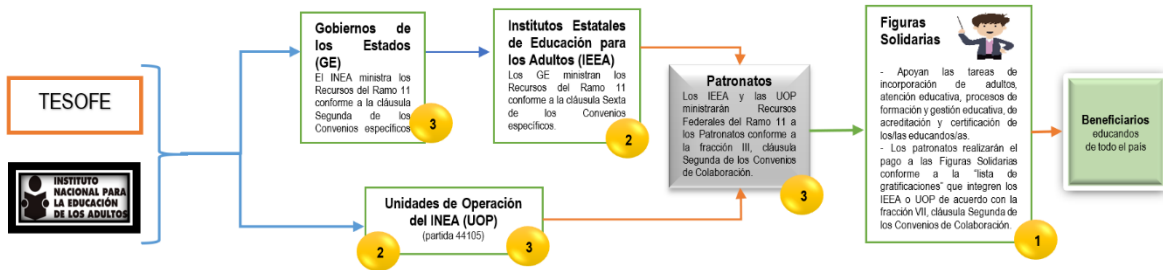 TESOFE
INSTITUTO
NACIONAL PARA
LA EDUCACIÓN
DE LOS ADULTOS
Gobiernos de
los Estados
(GE)
El INEA ministra los
Recursos del Ramo 11
conforme a la cláusula
Segunda de los
Convenios específicos
3
Institutos Estatales
de Educación para
los Adultos (IEEA)
Los GE ministran los
Recursos del Ramo 11
conforme a la cláusula Sexta
de los Convenios
específicos.
2
Unidades de Operación
del INEA (UOP)
(partida 44105)
2
3
Patronatos
Los IEEA y las UOP
ministrarán Recursos
Federales del Ramo 11 a
los Patronatos conforme a
la fracción III, cláusula
Segunda de los Convenios
de Colaboración.
3
Figuras
Solidarias
- Apoyan las tareas de
incorporación de adultos,
atención educativa, procesos de
formación y gestión educativa, de
acreditación y certificación de
los/las educandos/as.
- Los patronatos realizarán el
pago a las Figuras Solidarias
conforme a la "lista de
gratificaciones" que integren los
IEEA o UOP de acuerdo con la
fracción VII, cláusula Segunda de
los Convenios de Colaboración.
1
Beneficiarios
educandos
de todo el país